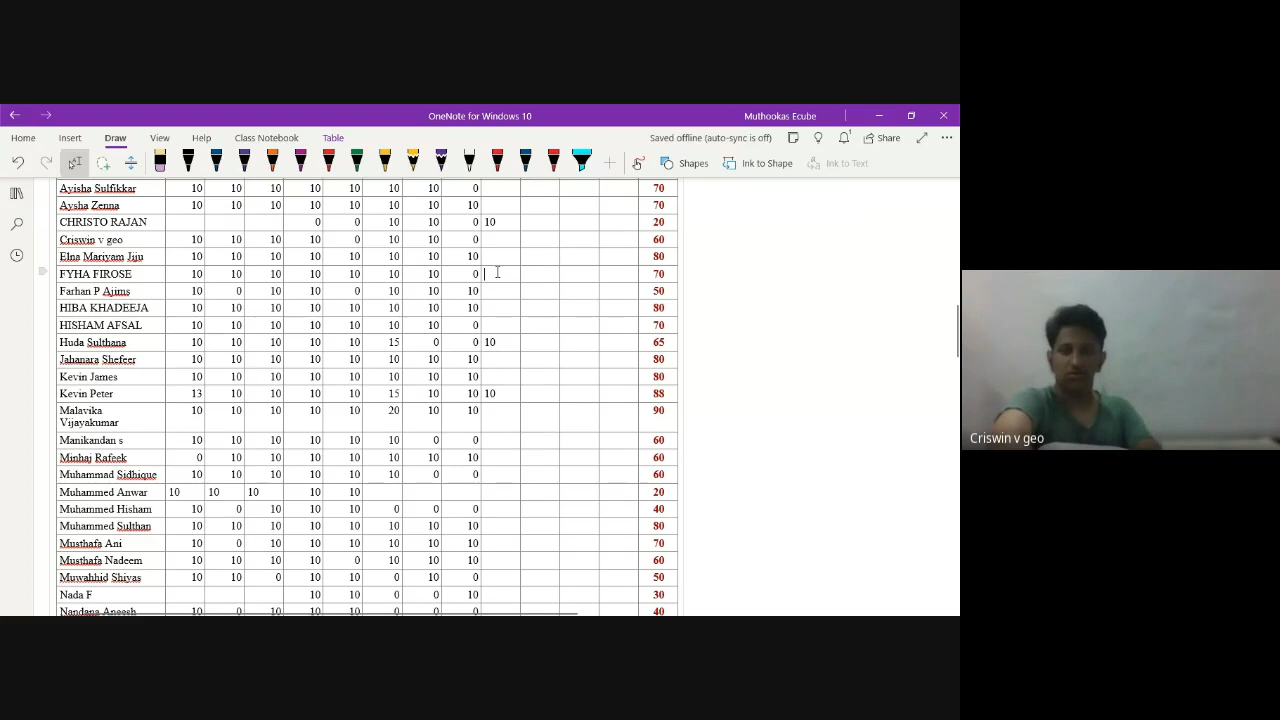 OneNote for Windows 10
Muthookas Ecube
Home Insert Draw View Help Class Notebook Table
Saved offline (auto-sync is off)
Share
Shapes
Ink to Shape
Ink to Text
Ayisha Sulfikkar 10 10 10 10 10 10 10 0 70
Aysha Zenna 10 10 10 10 10 10 10 10 70
CHRISTO RAJAN 0 0 10 10 0 10 20
Criswin v geo 10 10 10 10 0 10 10 0 60
Elna Mariyam Jiju 10 10 10 10 10 10 10 10 80
FYHA FIROSE 10 10 10 10 10 10 10 0 70
Farhan P Ajims 10 0 10 10 0 10 10 10 50
HIBA KHADEEJA 10 10 10 10 10 10 10 10 80
HISHAM AFSAL 10 10 10 10 10 10 10 0 70
Huda Sulthana 10 10 10 10 10 15 0 0 10 65
Jahanara Shefeer 10 10 10 10 10 10 10 10 80
Kevin James 10 10 10 10 10 10 10 10 80
Kevin Peter 13 10 10 10 10 15 10 10 10 88
Malavika 10 10 10 10 10 20 10 10 90
Vijayakumar
Manikandan s 10 10 10 10 10 10 0 0 60
Minhaj Rafeek 0 10 10 10 10 10 10 10 60
Muhammad Sidhique 10 10 10 10 10 10 0 0 60
Muhammed Anwar 10 10 10 10 10 20
Muhammed Hisham 10 0 10 10 10 0 0 0 40
Muhammed Sulthan 10 10 10 10 10 10 10 10 80
Musthafa Ani 10 0 10 10 10 10 10 10 70
Musthafa Nadeem 10 10 10 10 0 10 10 10 60
Muwahhid Shiyas 10 10 0 10 10 0 10 0 50
Nada F 10 10 0 0 10 30
Nandana Aneesh 10 0 10 10 10 0 0 0 40
Criswin v geo